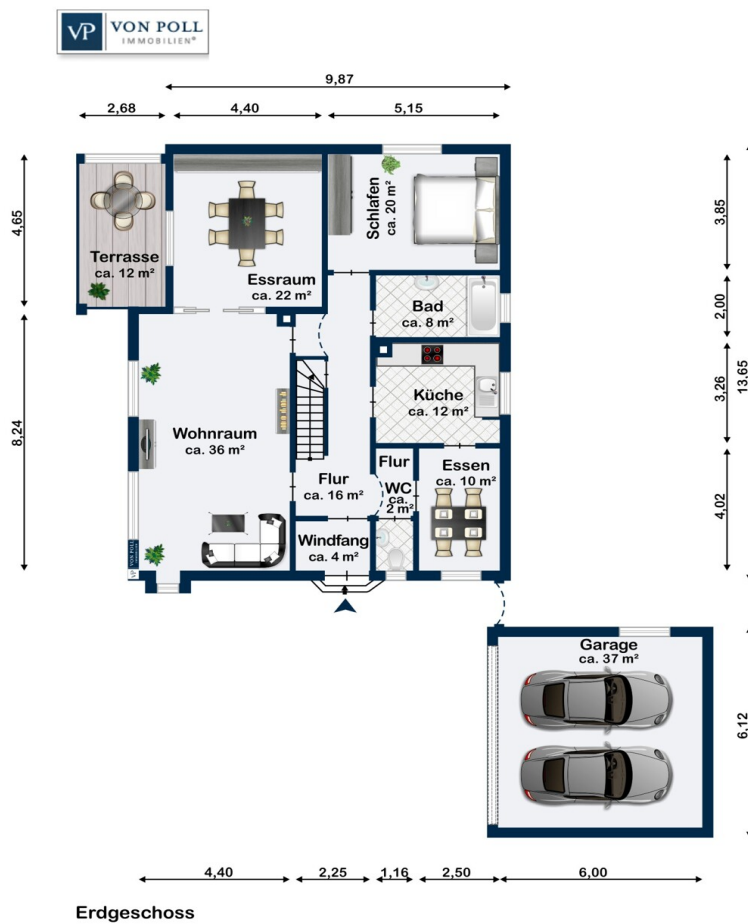 VP VON POLL
IMMOBILIEN®
9,87
2,68
4,40
5,15
4,65
8,24
3,85
2,00
3,26
4,02
13,65
6,12
Terrasse
ca. 12 m²
Essraum
ca. 22 m²
Schlafen
ca. 20 m²
Bad
ca. 8 m²
Küche
ca. 12 m²
Wohnraum
ca. 36 m²
Flur
ca. 16 m²
Flur
WC
ca.
2 m²
Essen
ca. 10 m²
Windfang
ca. 4 m²
VP VON POLL
IMMOBILIEN
Garage
ca. 37 m²
4,40
2,25
1,16
2,50
6,00
Erdgeschoss